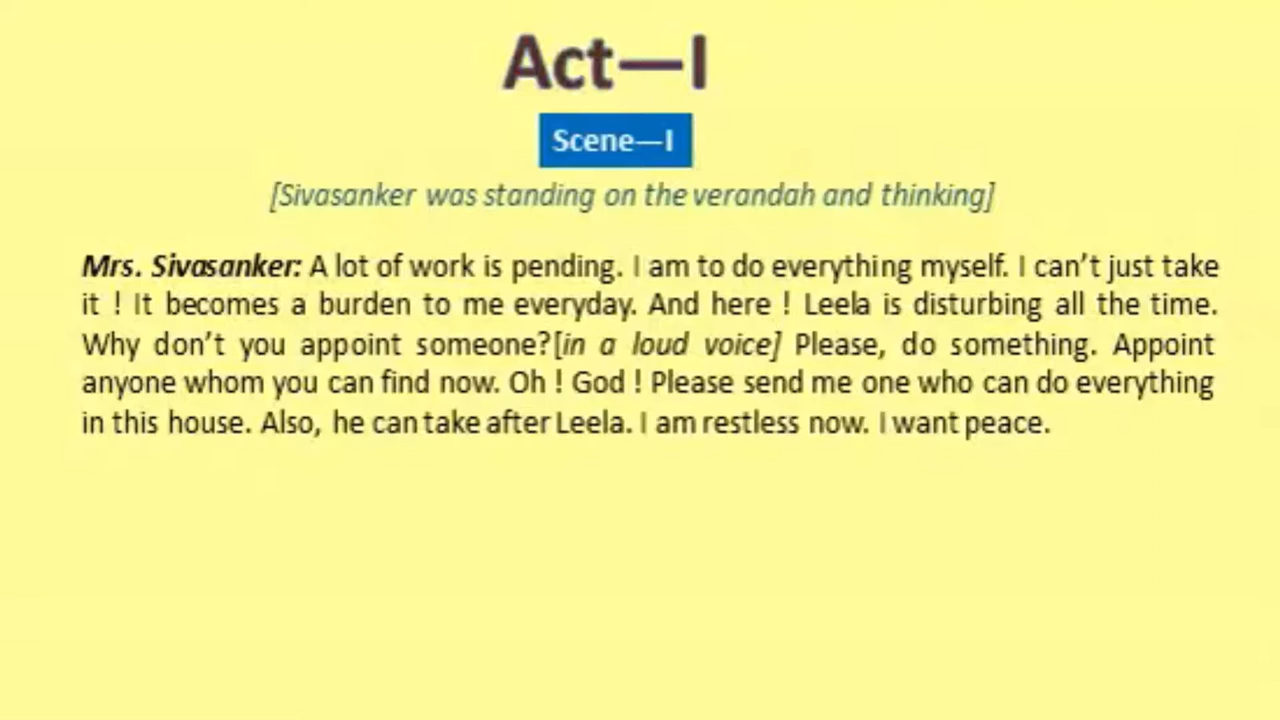 Act—I
Scene—I
[Sivasanker was standing on the verandah and thinking]
Mrs. Sivasanker: A lot of work is pending. I am to do everything myself. I can't just take
it ! It becomes a burden to me everyday. And here ! Leela is disturbing all the time.
Why don't you appoint someone?[in a loud voice] Please, do something. Appoint
anyone whom you can find now. Oh ! God ! Please send me one who can do everything
in this house. Also, he can take after Leela. I am restless now. I want peace.